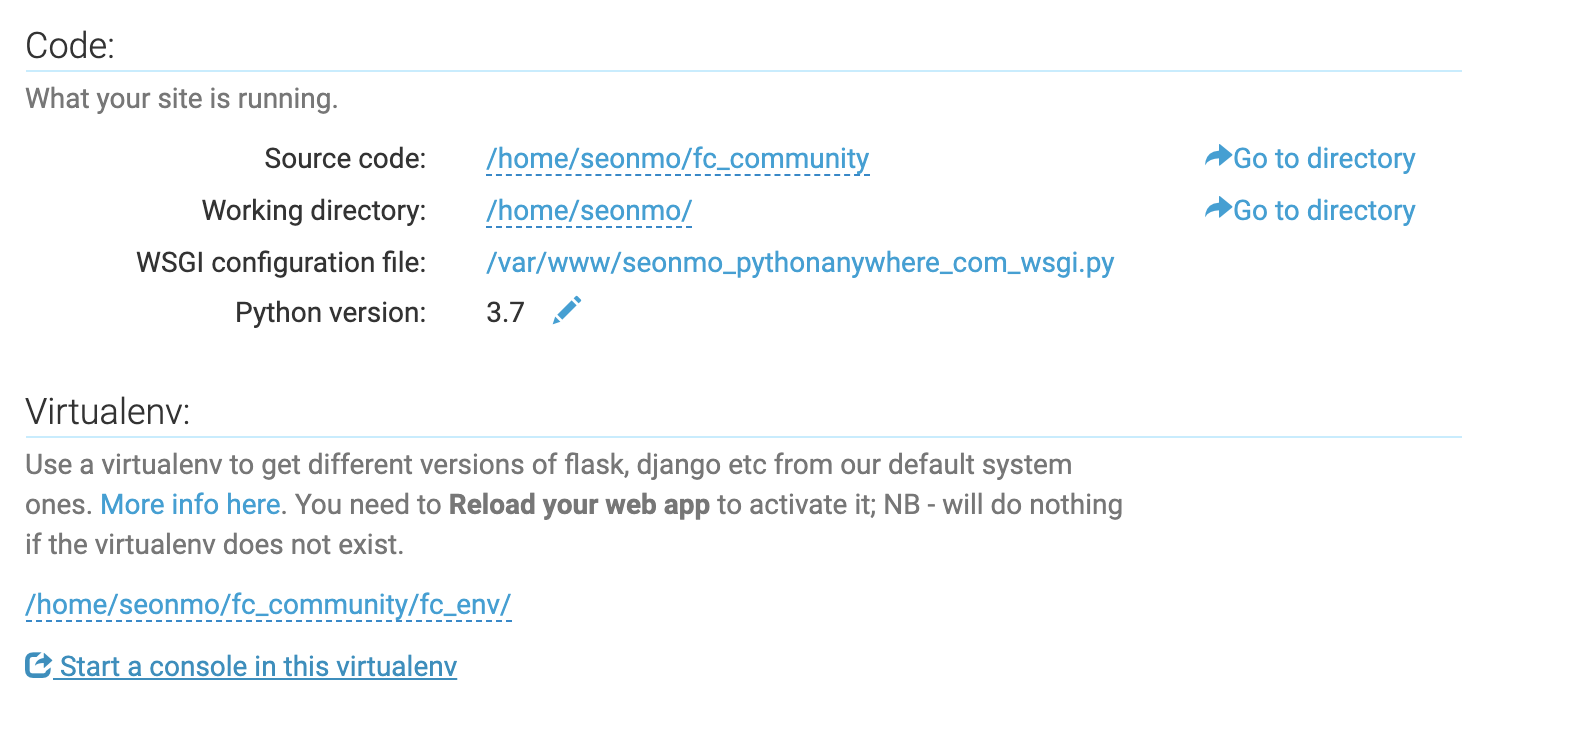 Code:
What your site is running.
Source code: /home/seonmo/fc_community Go to directory
Working directory: /home/seonmo/ Go to directory
WSGI configuration file: /var/www/seonmo_pythonanywhere_com_wsgi.py
Python version: 3.7
Virtualenv:
Use a virtualenv to get different versions of flask, django etc from our default system
ones. More info here. You need to Reload your web app to activate it; NB - will do nothing
if the virtualenv does not exist.
/home/seonmo/fc_community/fc_env/
Start a console in this virtualenv